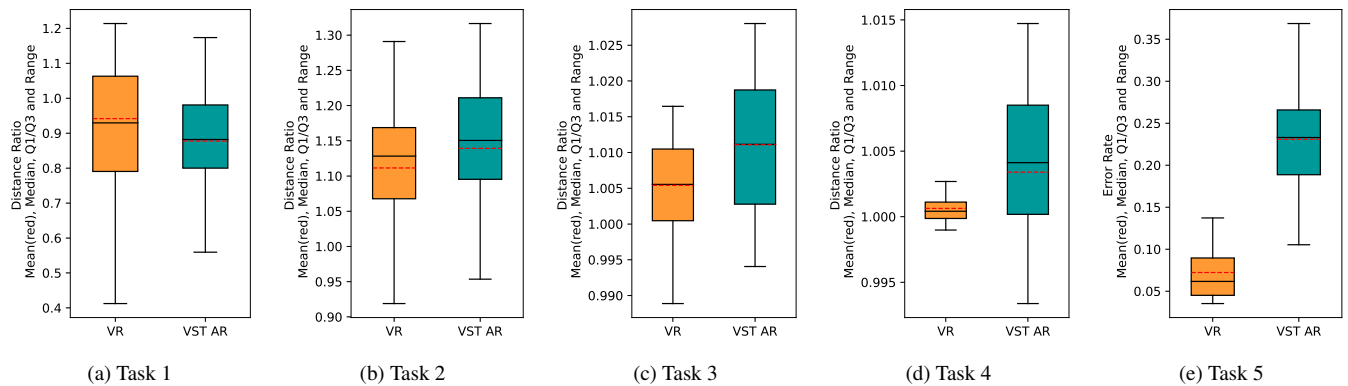 Distance Ratio
Mean(red), Median, Q1/Q3 and Range
1.2
1.1
1.0
0.9
0.8
0.7
0.6
0.5
0.4
VR VST AR
(a) Task 1
Distance Ratio
Mean(red), Median, Q1/Q3 and Range
1.30
1.25
1.20
1.15
1.10
1.05
1.00
0.95
0.90
VR VST AR
(b) Task 2
Distance Ratio
Mean(red), Median, Q1/Q3 and Range
1.025
1.020
1.015
1.010
1.005
1.000
0.995
0.990
VR VST AR
(c) Task 3
Distance Ratio
Mean(red), Median, Q1/Q3 and Range
1.015
1.010
1.005
1.000
0.995
VR VST AR
(d) Task 4
Error Rate
Mean(red), Median, Q1/Q3 and Range
0.35
0.30
0.25
0.20
0.15
0.10
0.05
VR VST AR
(e) Task 5